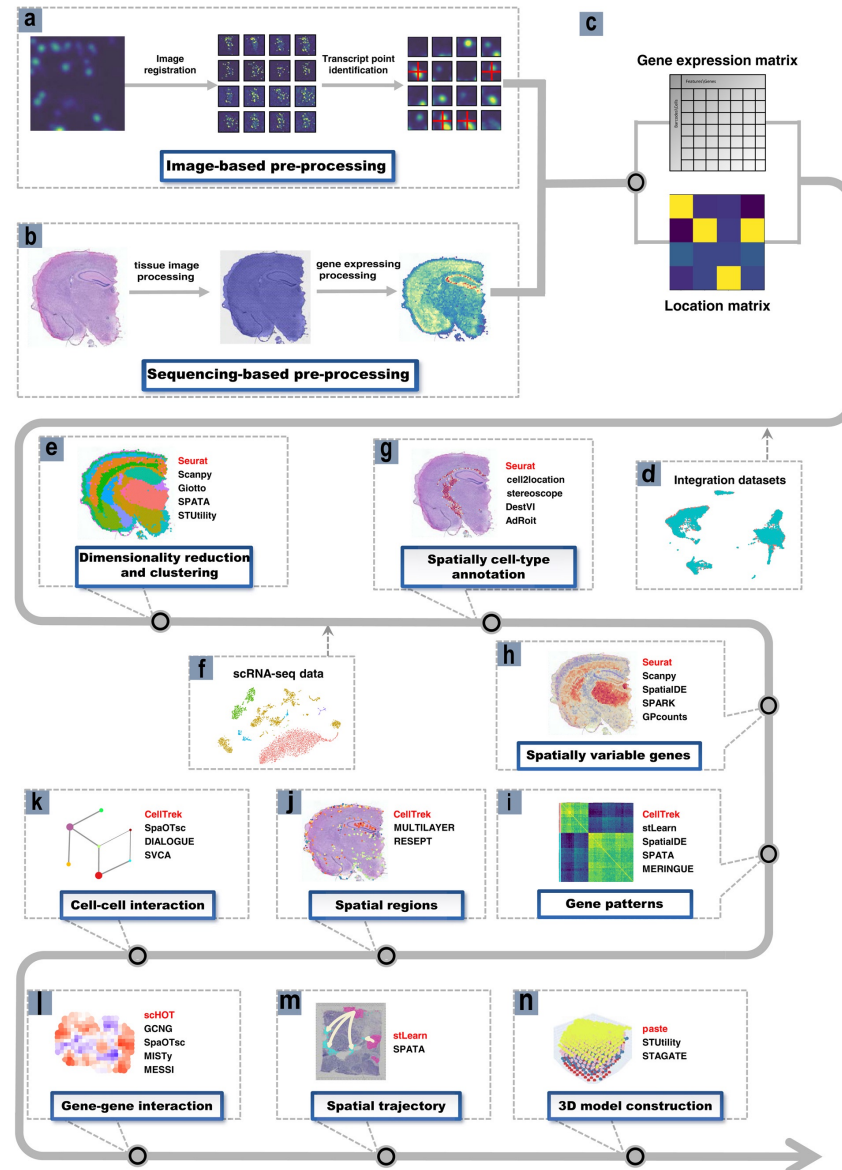 a
Image
registration
Transcript point
identification
Image-based pre-processing
b
tissue image
processing
gene expressing
processing
Sequencing-based pre-processing
c
Gene expression matrix
Features\Genes
Barcodes\Cells
Location matrix
d
Integration datasets
e
Seurat
Scanpy
Giotto
SPATA
STUtility
Dimensionality reduction
and clustering
g
Seurat
cell2location
stereoscope
DestVI
AdRoit
Spatially cell-type
annotation
f
scRNA-seq data
h
Seurat
Scanpy
SpatialDE
SPARK
GPcounts
Spatially variable genes
k
CellTrek
SpaOTsc
DIALOGUE
SVCA
Cell-cell interaction
j
CellTrek
MULTILAYER
RESEPT
Spatial regions
i
CellTrek
stLearn
SpatialDE
SPATA
MERINGUE
Gene patterns
l
scHOT
GCNG
SpaOTsc
MISTy
MESSI
Gene-gene interaction
m
stLearn
SPATA
Spatial trajectory
n
paste
STUtility
STAGATE
3D model construction